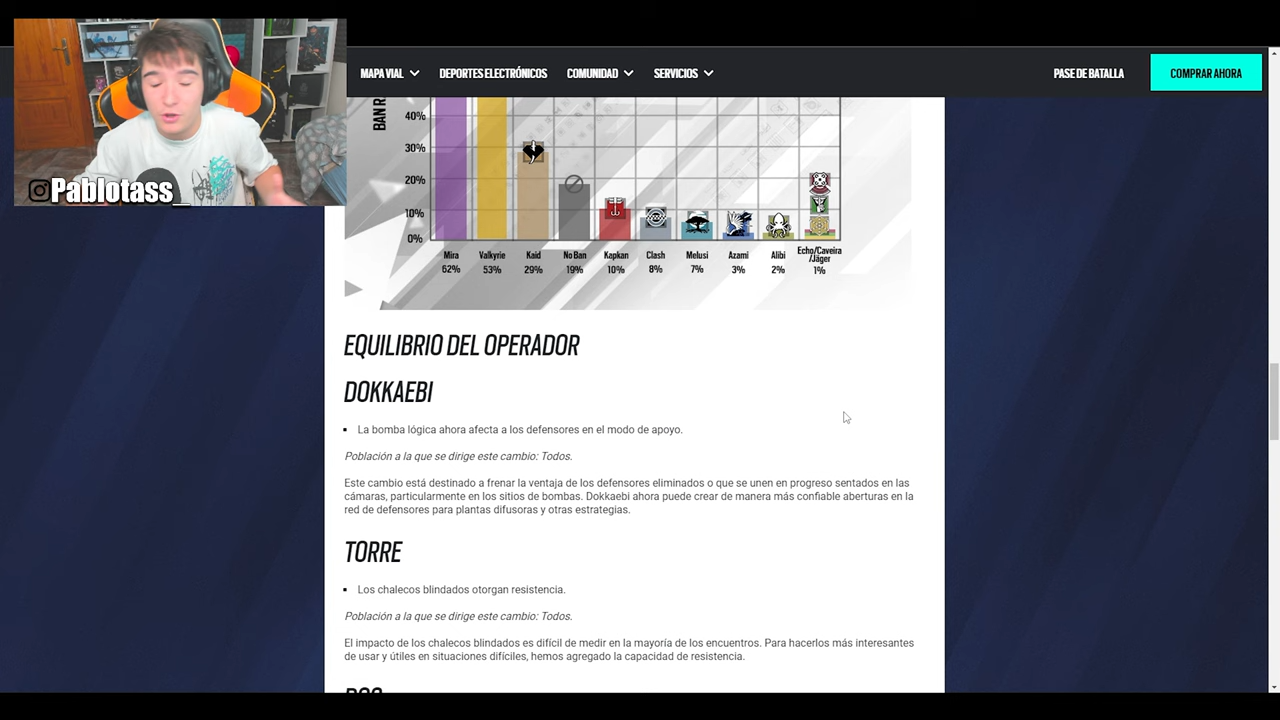 MAPA VIAL
DEPORTES ELECTRÓNICOS
COMUNIDAD
SERVICIOS
PASE DE BATALLA
COMPRAR AHORA
Pablotass_
BAN R
40%
30%
20%
10%
0%
Mira
62%
Valkyrie
53%
Kaid
29%
No Ban
19%
Kapkan
10%
Clash
8%
Melusi
7%
Azami
3%
Alibi
2%
Echo/Caveira
/Jäger
1%
EQUILIBRIO DEL OPERADOR
DOKKAEBI
La bomba lógica ahora afecta a los defensores en el modo de apoyo.
Población a la que se dirige este cambio: Todos.
Este cambio está destinado a frenar la ventaja de los defensores eliminados o que se unen en progreso sentados en las
cámaras, particularmente en los sitios de bombas. Dokkaebi ahora puede crear de manera más confiable aberturas en la
red de defensores para plantas difusoras y otras estrategias.
TORRE
Los chalecos blindados otorgan resistencia.
Población a la que se dirige este cambio: Todos.
El impacto de los chalecos blindados es difícil de medir en la mayoría de los encuentros. Para hacerlos más interesantes
de usar y útiles en situaciones difíciles, hemos agregado la capacidad de resistencia.